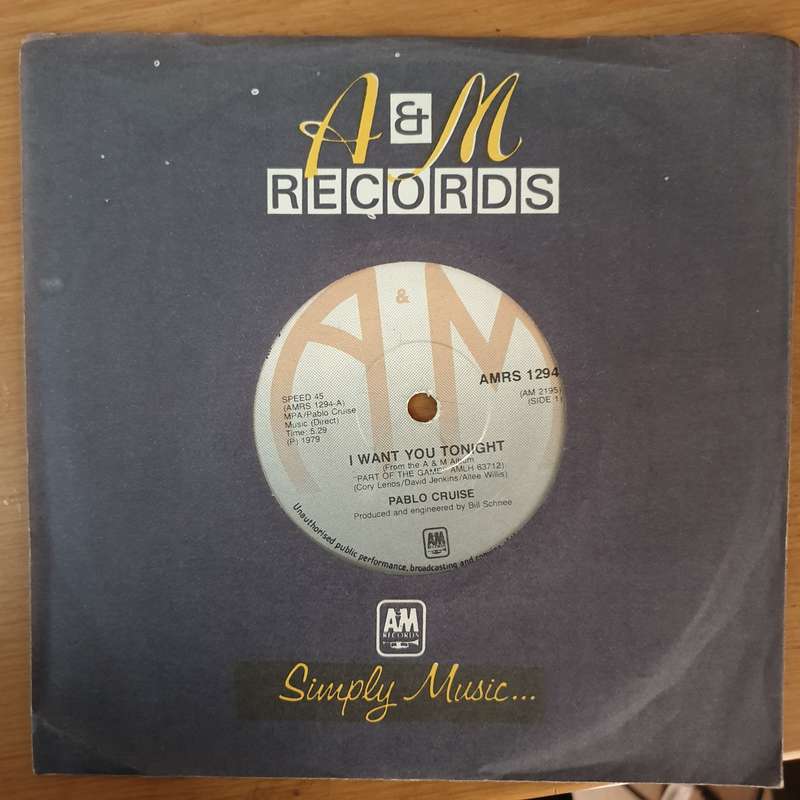 A & M
RECORDS
A & M
AMRS 1294
SPEED 45
(AMRS 1294-A)
MPA/Pablo Cruise
Music (Direct)
Time: 5.29
(P) 1979
(AM 2195)
(SIDE 1)
I WANT YOU TONIGHT
(From the A & M Album
"PART OF THE GAME" AMLH 63712)
(Cory Lerios/David Jenkins/Allee Willis)
PABLO CRUISE
Produced and engineered by Bill Schnee
AM
Unauthorised public performance, broadcasting and
AM
RECORDS
Simply Music...